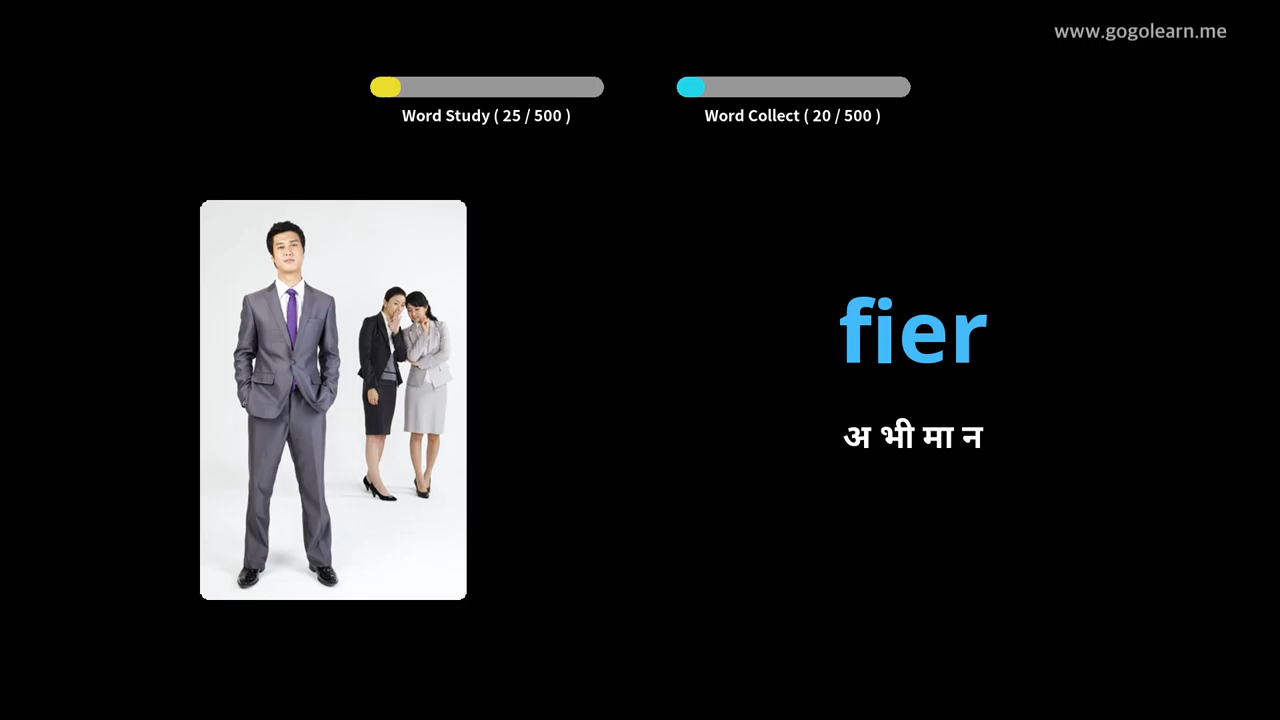 www.gogolearn.me
Word Study ( 25 / 500 )
Word Collect ( 20 / 500 )
fier
अ भी मा न